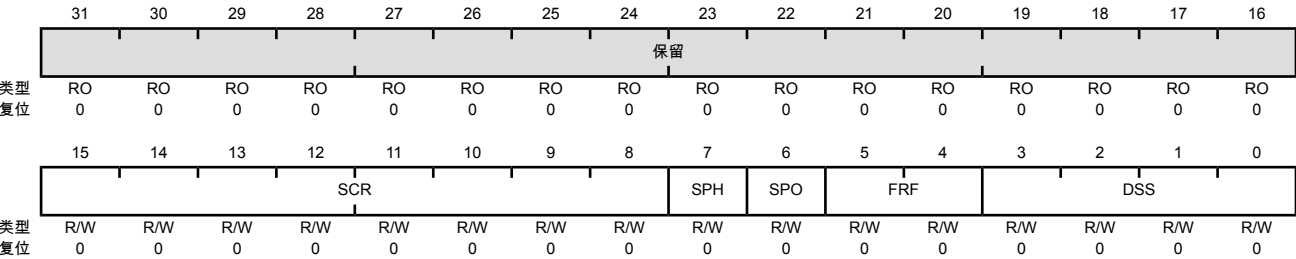 31 30 29 28 27 26 25 24 23 22 21 20 19 18 17 16
保留
类型 RO RO RO RO RO RO RO RO RO RO RO RO RO RO RO RO
复位 0 0 0 0 0 0 0 0 0 0 0 0 0 0 0 0
15 14 13 12 11 10 9 8 7 6 5 4 3 2 1 0
SCR SPH SPO FRF DSS
类型 R/W R/W R/W R/W R/W R/W R/W R/W R/W R/W R/W R/W R/W R/W R/W R/W
复位 0 0 0 0 0 0 0 0 0 0 0 0 0 0 0 0